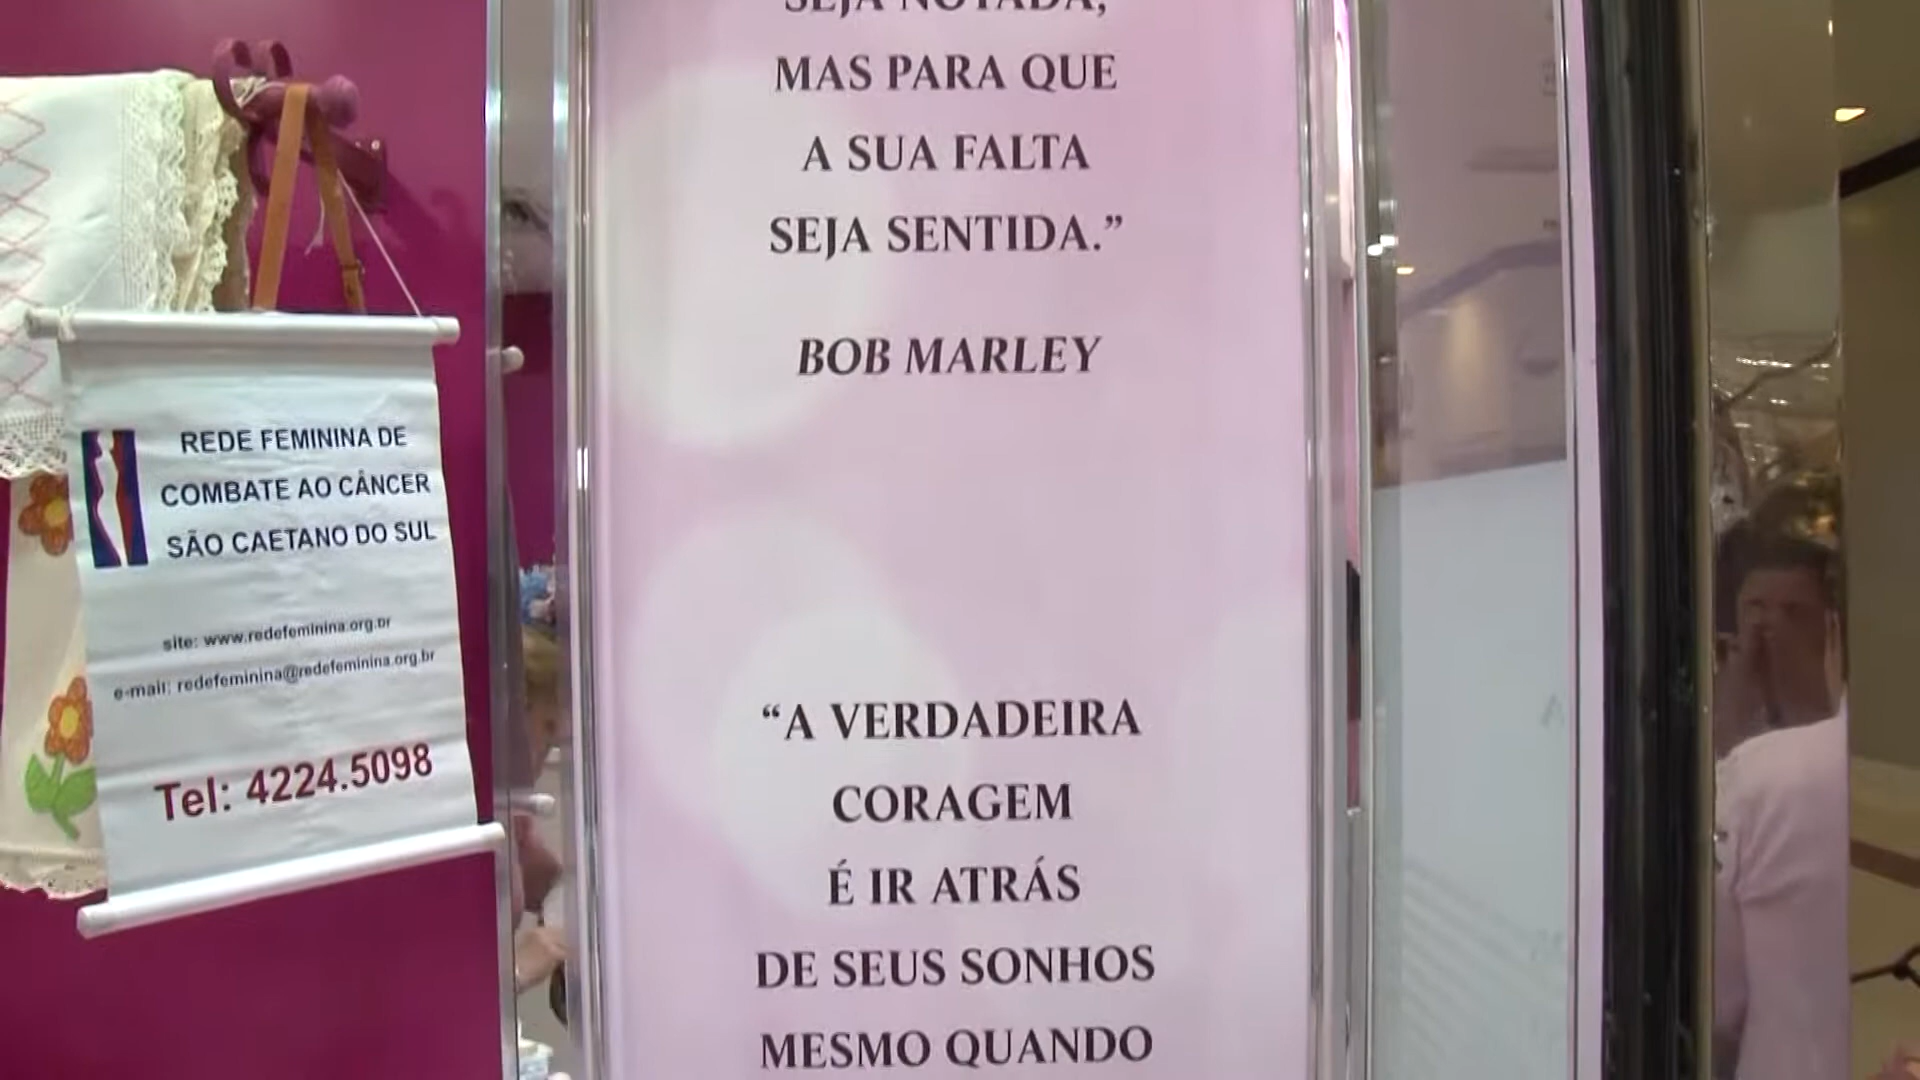 REDE FEMININA DE
COMBATE AO CÂNCER
SÃO CAETANO DO SUL
site: www.redefeminina.org.br
e-mail: redefeminina@redefeminina.org.br
Tel: 4224.5098
SEJA NOTADA,
MAS PARA QUE
A SUA FALTA
SEJA SENTIDA.”
BOB MARLEY
“A VERDADEIRA
CORAGEM
É IR ATRÁS
DE SEUS SONHOS
MESMO QUANDO